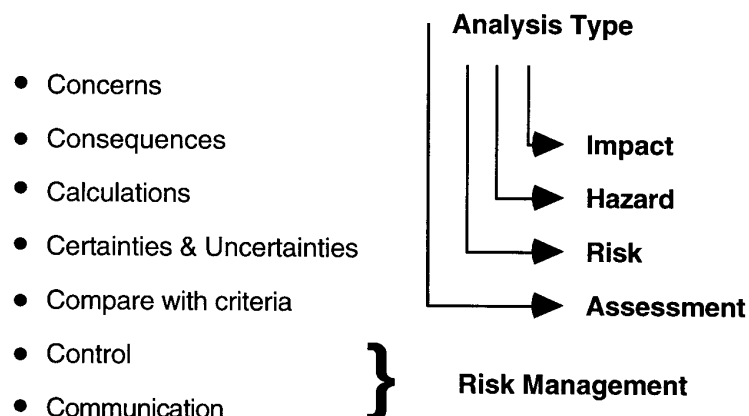 Analysis Type
• Concerns
• Consequences
Impact
• Calculations
Hazard
• Certainties & Uncertainties
Risk
• Compare with criteria
Assessment
• Control
• Communication
Risk Management